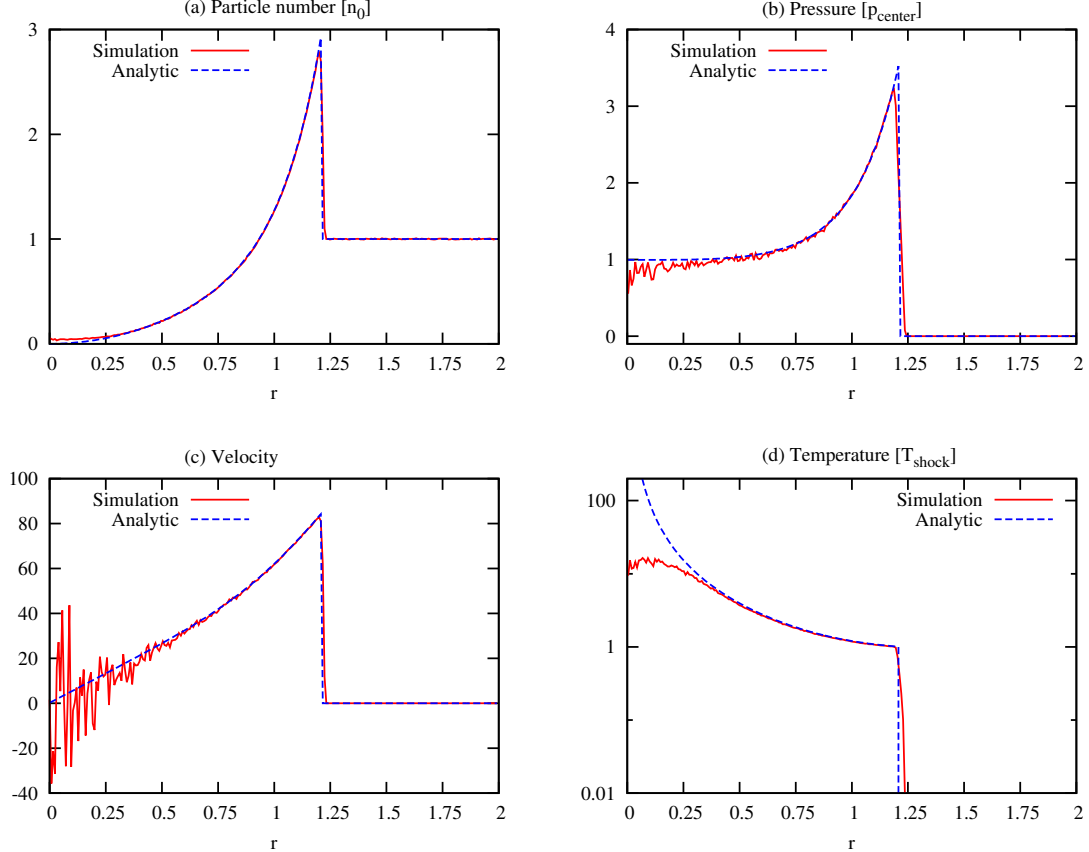 (a) Particle number [n0]
Simulation
Analytic
3
2
1
0
0 0.25 0.5 0.75 1 1.25 1.5 1.75 2
r
(b) Pressure [pcenter]
Simulation
Analytic
4
3
2
1
0
0 0.25 0.5 0.75 1 1.25 1.5 1.75 2
r
(c) Velocity
Simulation
Analytic
100
80
60
40
20
0
-20
-40
0 0.25 0.5 0.75 1 1.25 1.5 1.75 2
r
(d) Temperature [Tshock]
Simulation
Analytic
100
1
0.01
0 0.25 0.5 0.75 1 1.25 1.5 1.75 2
r